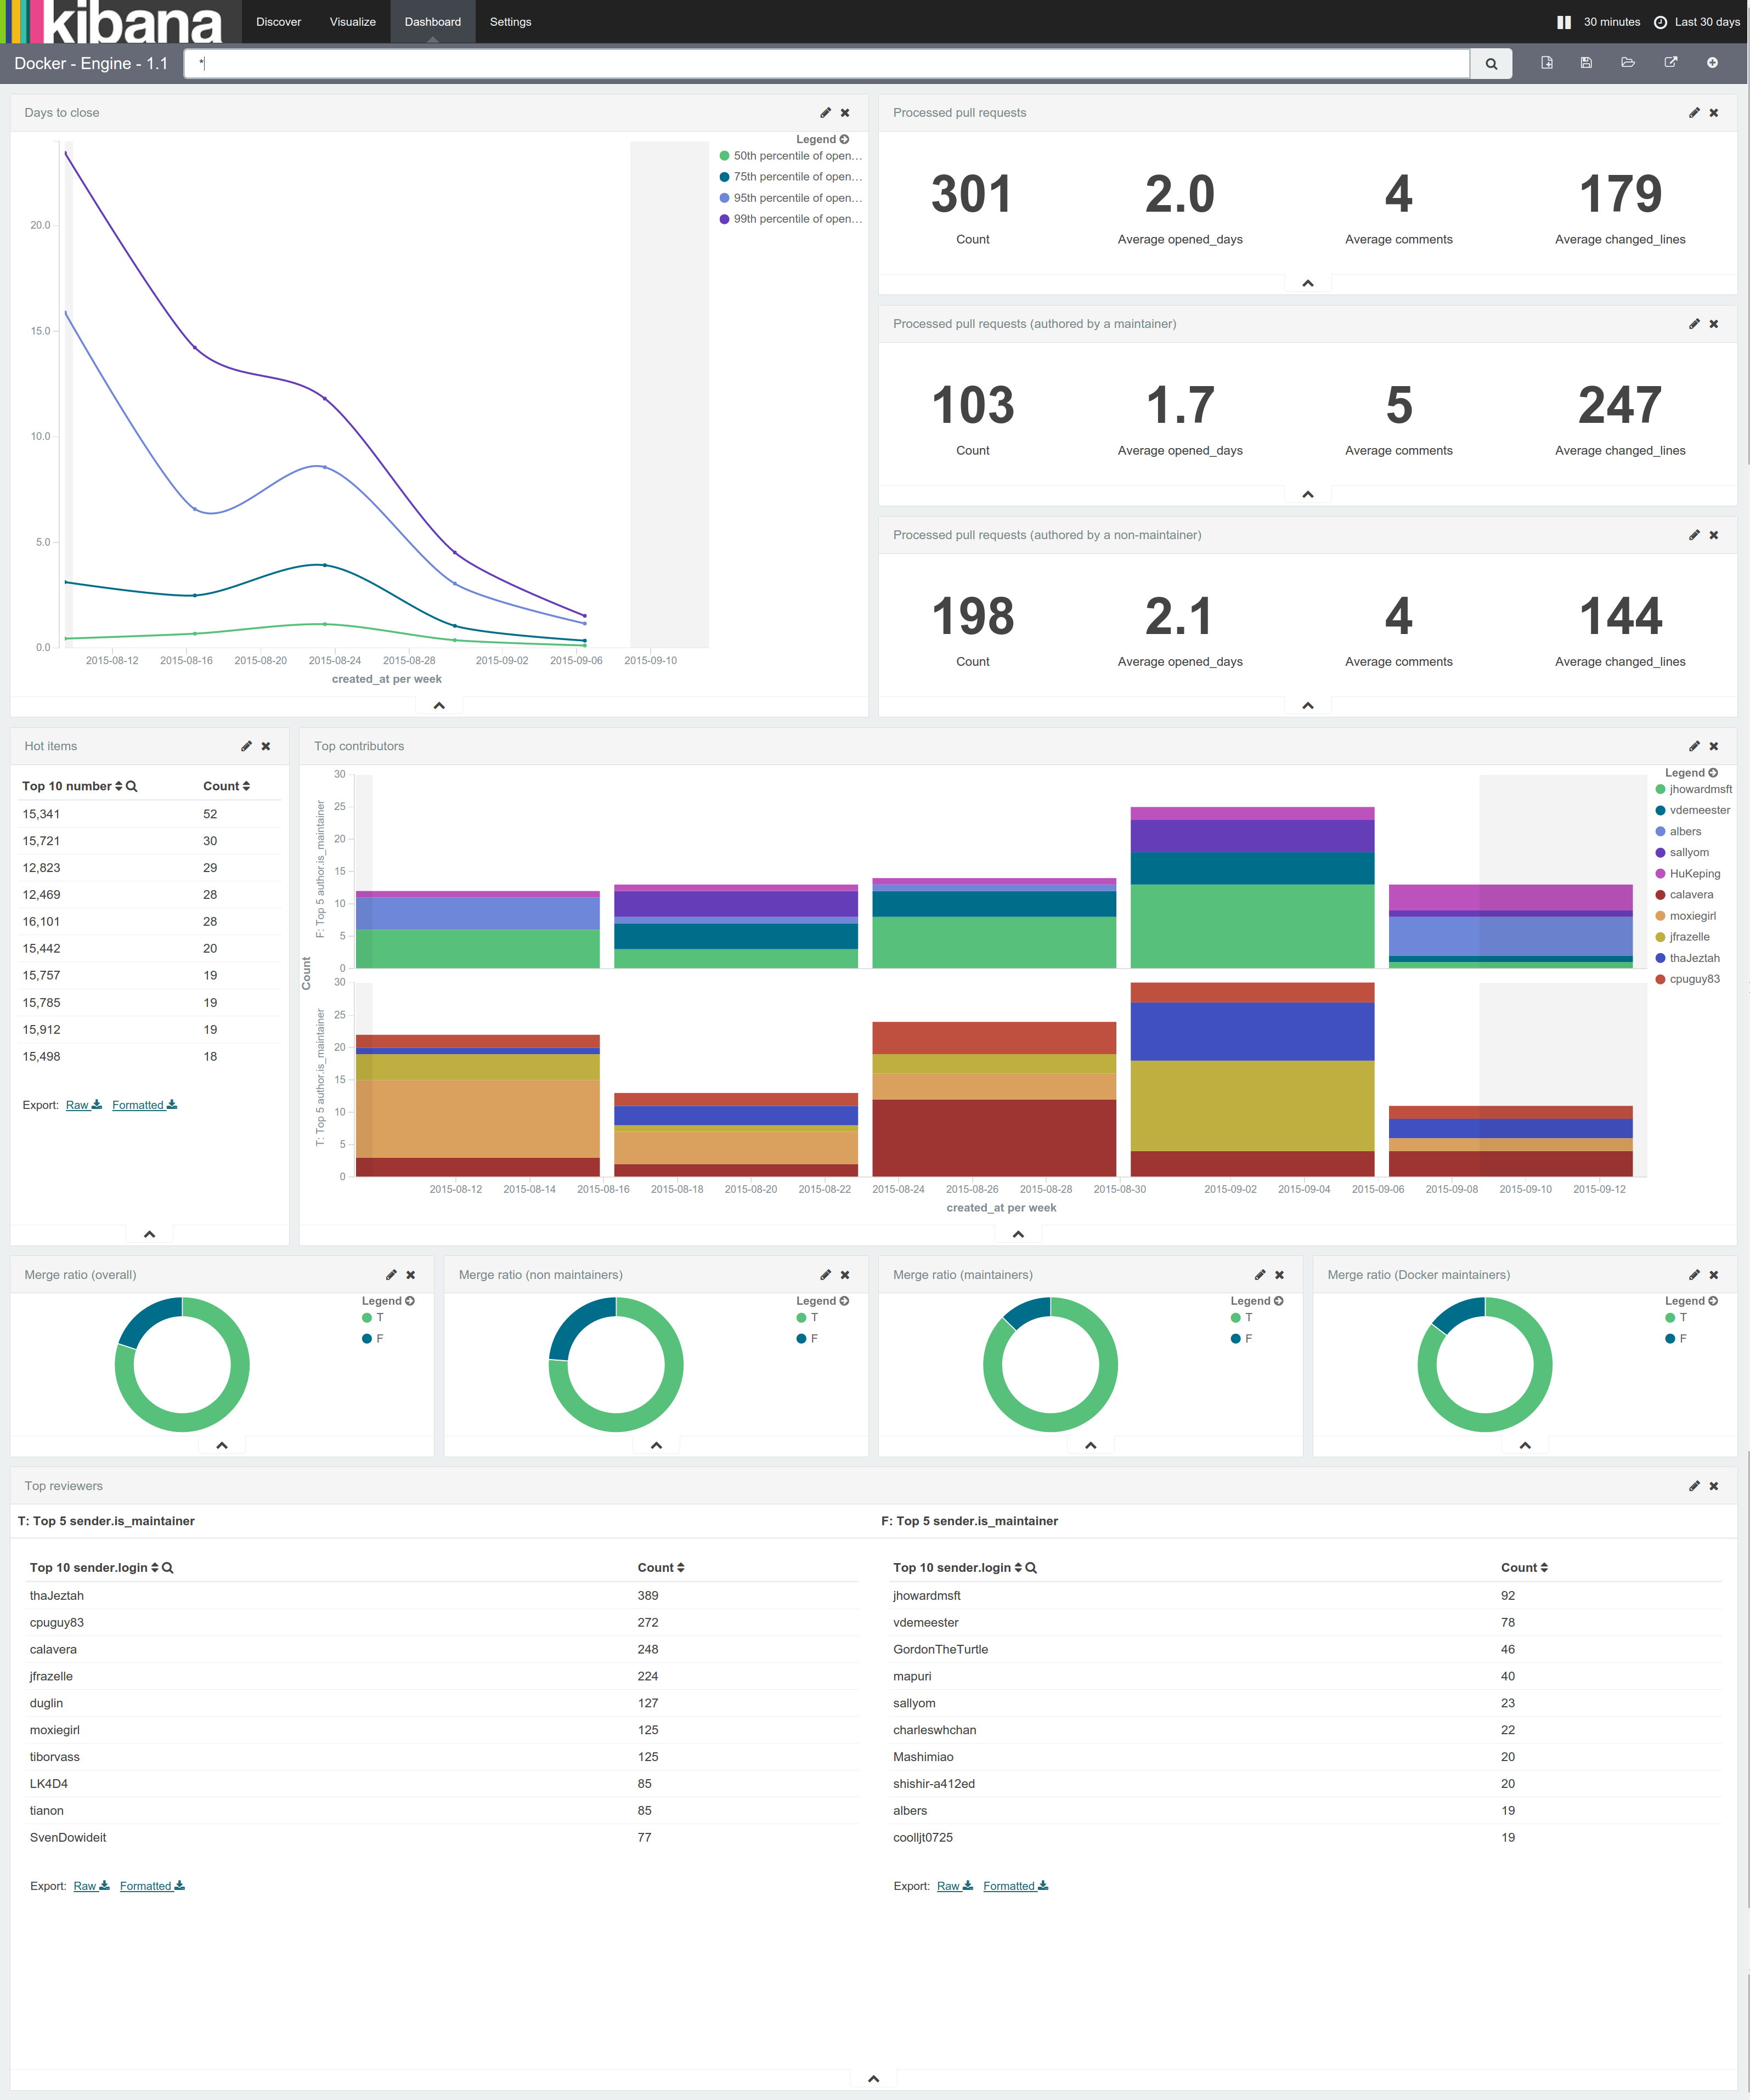 kibana
Discover Visualize Dashboard Settings 30 minutes Last 30 days
Docker - Engine - 1.1 *
Days to close
Legend
50th percentile of open…
75th percentile of open…
95th percentile of open…
99th percentile of open…
20.0
15.0
10.0
5.0
0.0
2015-08-12 2015-08-16 2015-08-20 2015-08-24 2015-08-28 2015-09-02 2015-09-06 2015-09-10
created_at per week
Processed pull requests
301 2.0 4 179
Count Average opened_days Average comments Average changed_lines
Processed pull requests (authored by a maintainer)
103 1.7 5 247
Count Average opened_days Average comments Average changed_lines
Processed pull requests (authored by a non-maintainer)
198 2.1 4 144
Count Average opened_days Average comments Average changed_lines
Hot items
Top 10 number Count
15,341 52
15,721 30
12,823 29
12,469 28
16,101 28
15,442 20
15,757 19
15,785 19
15,912 19
15,498 18
Export: Raw Formatted
Top contributors
Count
F: Top 5 author.is_maintainer
30
25
20
15
10
5
0
T: Top 5 author.is_maintainer
30
25
20
15
10
5
0
2015-08-12 2015-08-14 2015-08-16 2015-08-18 2015-08-20 2015-08-22 2015-08-24 2015-08-26 2015-08-28 2015-08-30 2015-09-02 2015-09-04 2015-09-06 2015-09-08 2015-09-10 2015-09-12
created_at per week
Legend
jhowardmsft
vdemeester
albers
sallyom
HuKeping
calavera
moxiegirl
jfrazelle
thaJeztah
cpuguy83
Merge ratio (overall)
Legend
T
F
Merge ratio (non maintainers)
Legend
T
F
Merge ratio (maintainers)
Legend
T
F
Merge ratio (Docker maintainers)
Legend
T
F
Top reviewers
T: Top 5 sender.is_maintainer
Top 10 sender.login Count
thaJeztah 389
cpuguy83 272
calavera 248
jfrazelle 224
duglin 127
moxiegirl 125
tiborvass 125
LK4D4 85
tianon 85
SvenDowideit 77
Export: Raw Formatted
F: Top 5 sender.is_maintainer
Top 10 sender.login Count
jhowardmsft 92
vdemeester 78
GordonTheTurtle 46
mapuri 40
sallyom 23
charleswhchan 22
Mashimiao 20
shishir-a412ed 20
albers 19
coolljt0725 19
Export: Raw Formatted